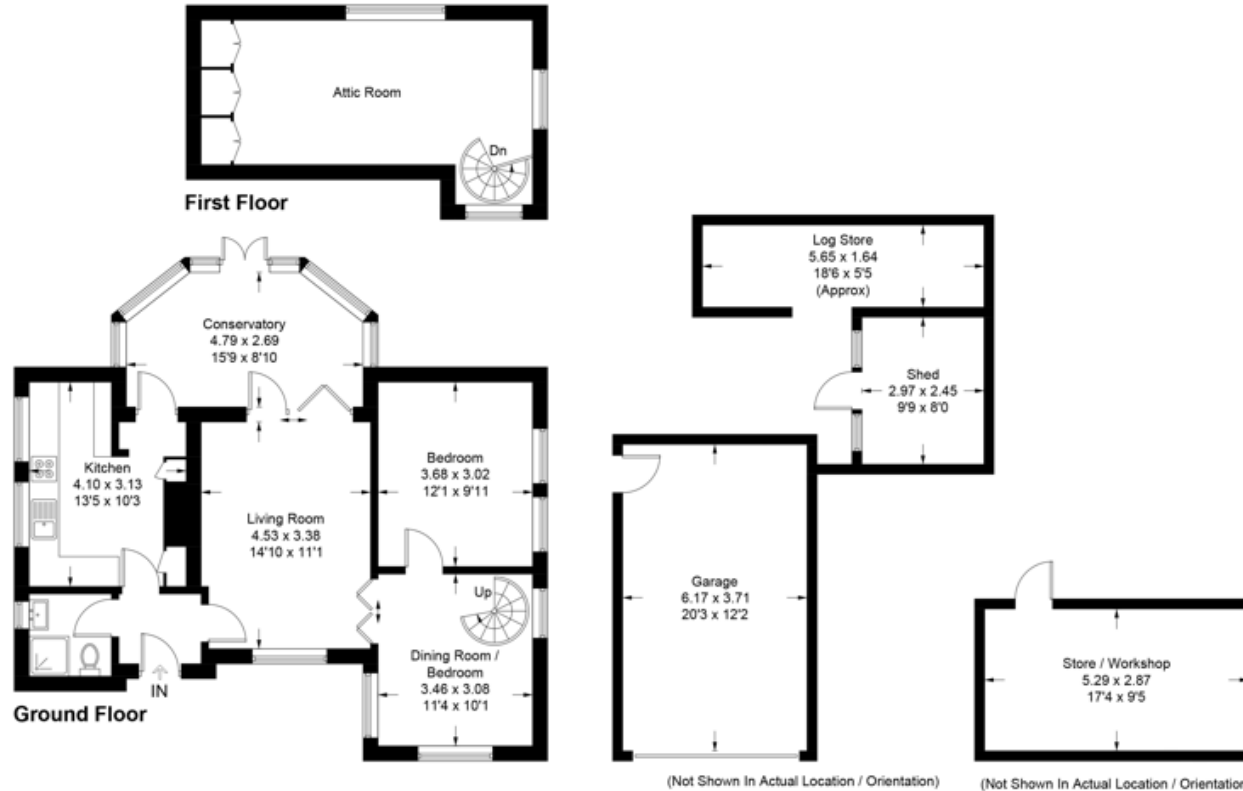 Attic Room
Dn
First Floor
Conservatory
4.79 x 2.69
15'9 x 8'10
Kitchen
4.10 x 3.13
13'5 x 10'3
Living Room
4.53 x 3.38
14'10 x 11'1
Bedroom
3.68 x 3.02
12'1 x 9'11
Up
Dining Room /
Bedroom
3.46 x 3.08
11'4 x 10'1
IN
Ground Floor
Log Store
5.65 x 1.64
18'6 x 5'5
(Approx)
Shed
2.97 x 2.45
9'9 x 8'0
Garage
6.17 x 3.71
20'3 x 12'2
(Not Shown In Actual Location / Orientation)
Store / Workshop
5.29 x 2.87
17'4 x 9'5
(Not Shown In Actual Location / Orientation